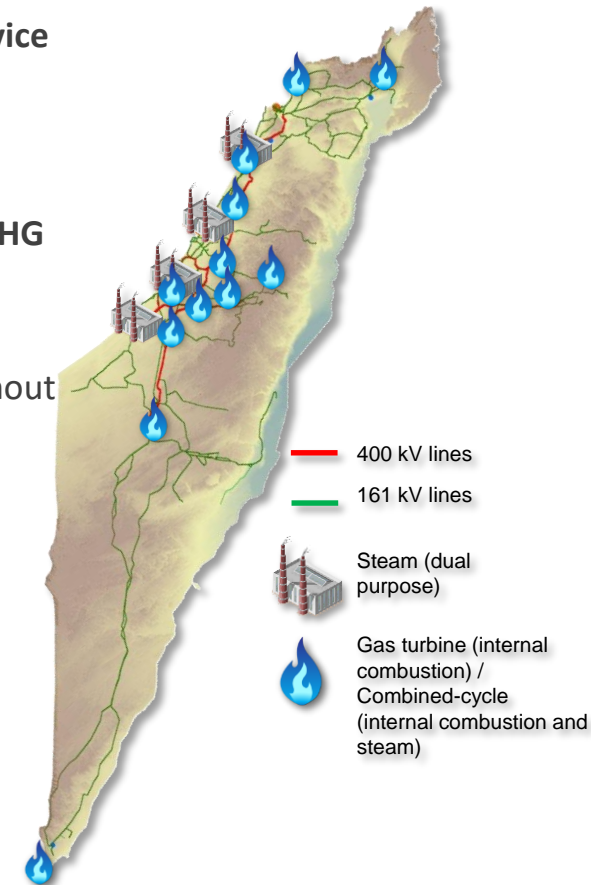 vice
HG
out
400 kV lines
161 kV lines
Steam (dual
purpose)
Gas turbine (internal
combustion) /
Combined-cycle
(internal combustion and
steam)